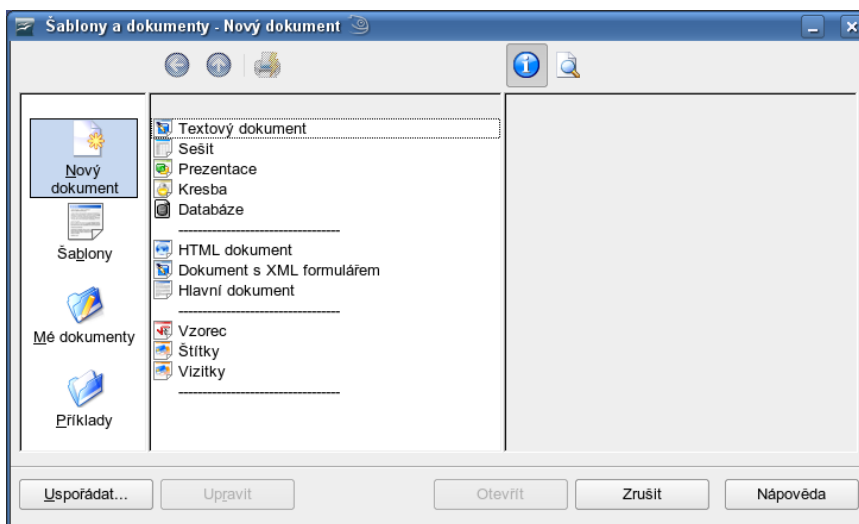 Šablony a dokumenty - Nový dokument
Nový
dokument
Šablony
Mé dokumenty
Příklady
Textový dokument
Sešit
Prezentace
Kresba
Databáze
---------------------------------
HTML dokument
Dokument s XML formulářem
Hlavní dokument
---------------------------------
Vzorec
Štítky
Vizitky
---------------------------------
Uspořádat...
Upravit
Otevřít
Zrušit
Nápověda